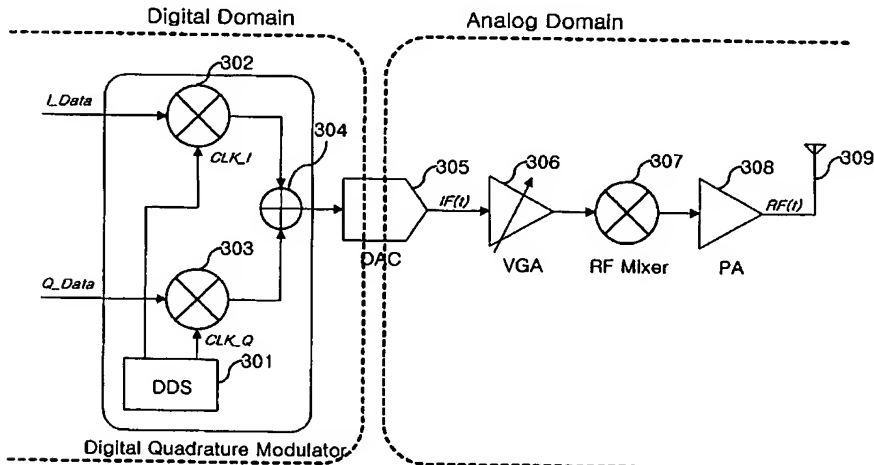 Digital Domain
Analog Domain
302
I_Data
CLK_I
304
305
306
307
308
309
IF(t)
RF(t)
DAC
VGA
RF Mixer
PA
303
Q_Data
CLK_Q
301
DDS
Digital Quadrature Modulator